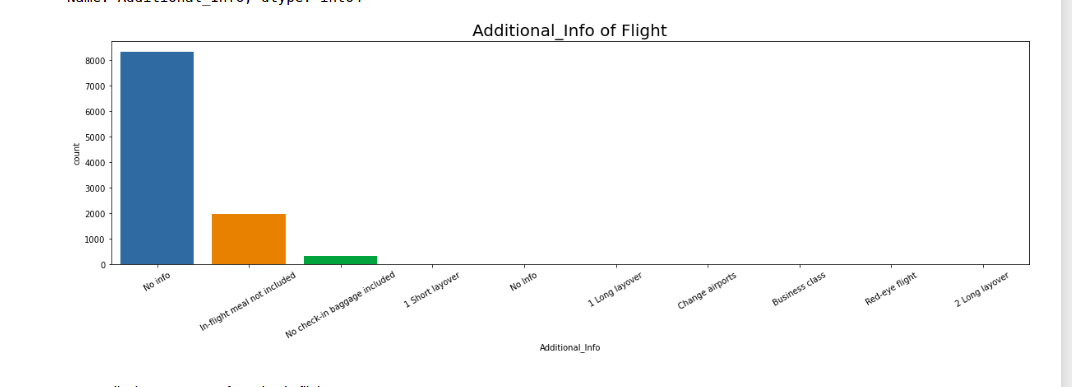 Name: Additional_Info, dtype: int64
Additional_Info of Flight
8000
7000
6000
5000
4000
3000
2000
1000
0
count
No info
In-flight meal not included
No check-in baggage included
1 Short layover
No Info
1 Long layover
Change airports
Business class
Red-eye flight
2 Long layover
Additional_Info